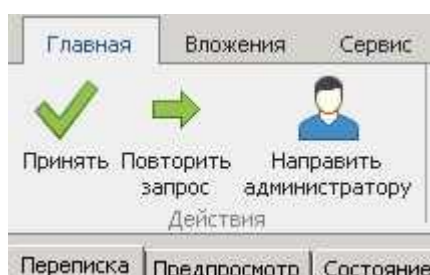 Главная Вложения Сервис
Принять Повторить запрос Направить администратору
Действия
Переписка Предпросмотр Состояние